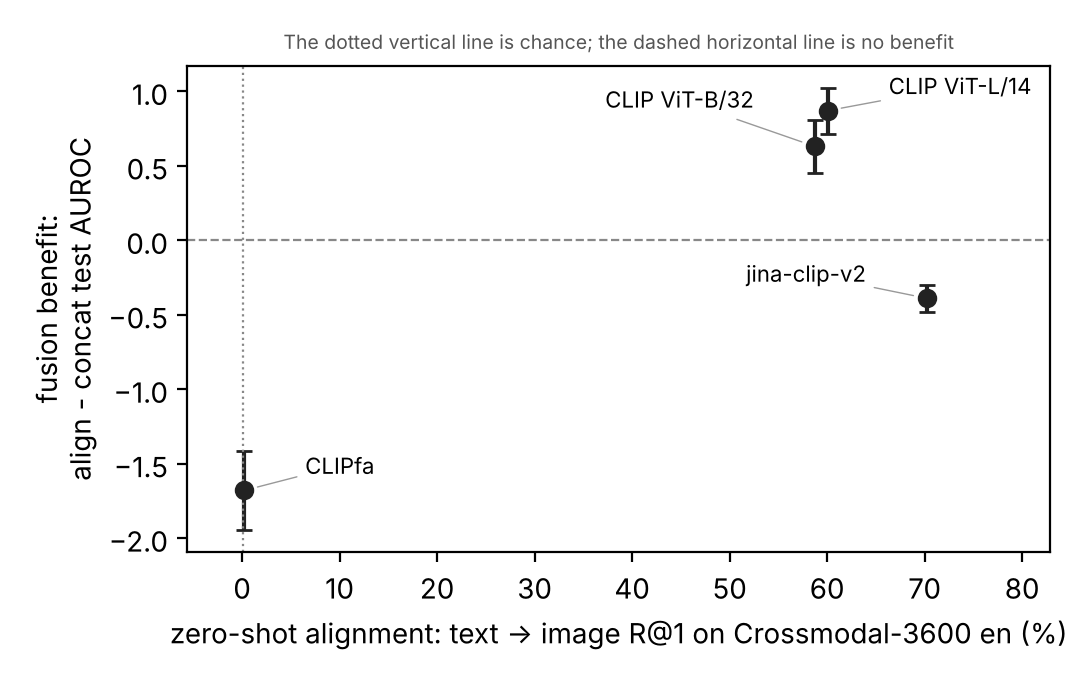 The dotted vertical line is chance; the dashed horizontal line is no benefit
fusion benefit:
align - concat test AUROC
1.0
0.5
0.0
−0.5
−1.0
−1.5
−2.0
CLIP ViT-B/32
CLIP ViT-L/14
jina-clip-v2
CLIPfa
0 10 20 30 40 50 60 70 80
zero-shot alignment: text → image R@1 on Crossmodal-3600 en (%)